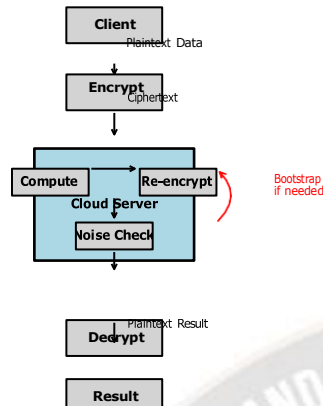 Client
Plaintext Data
Encrypt
Ciphertext
Compute
Re-encrypt
Bootstrap
if needed
Cloud Server
Noise Check
Plaintext Result
Decrypt
Result
AND